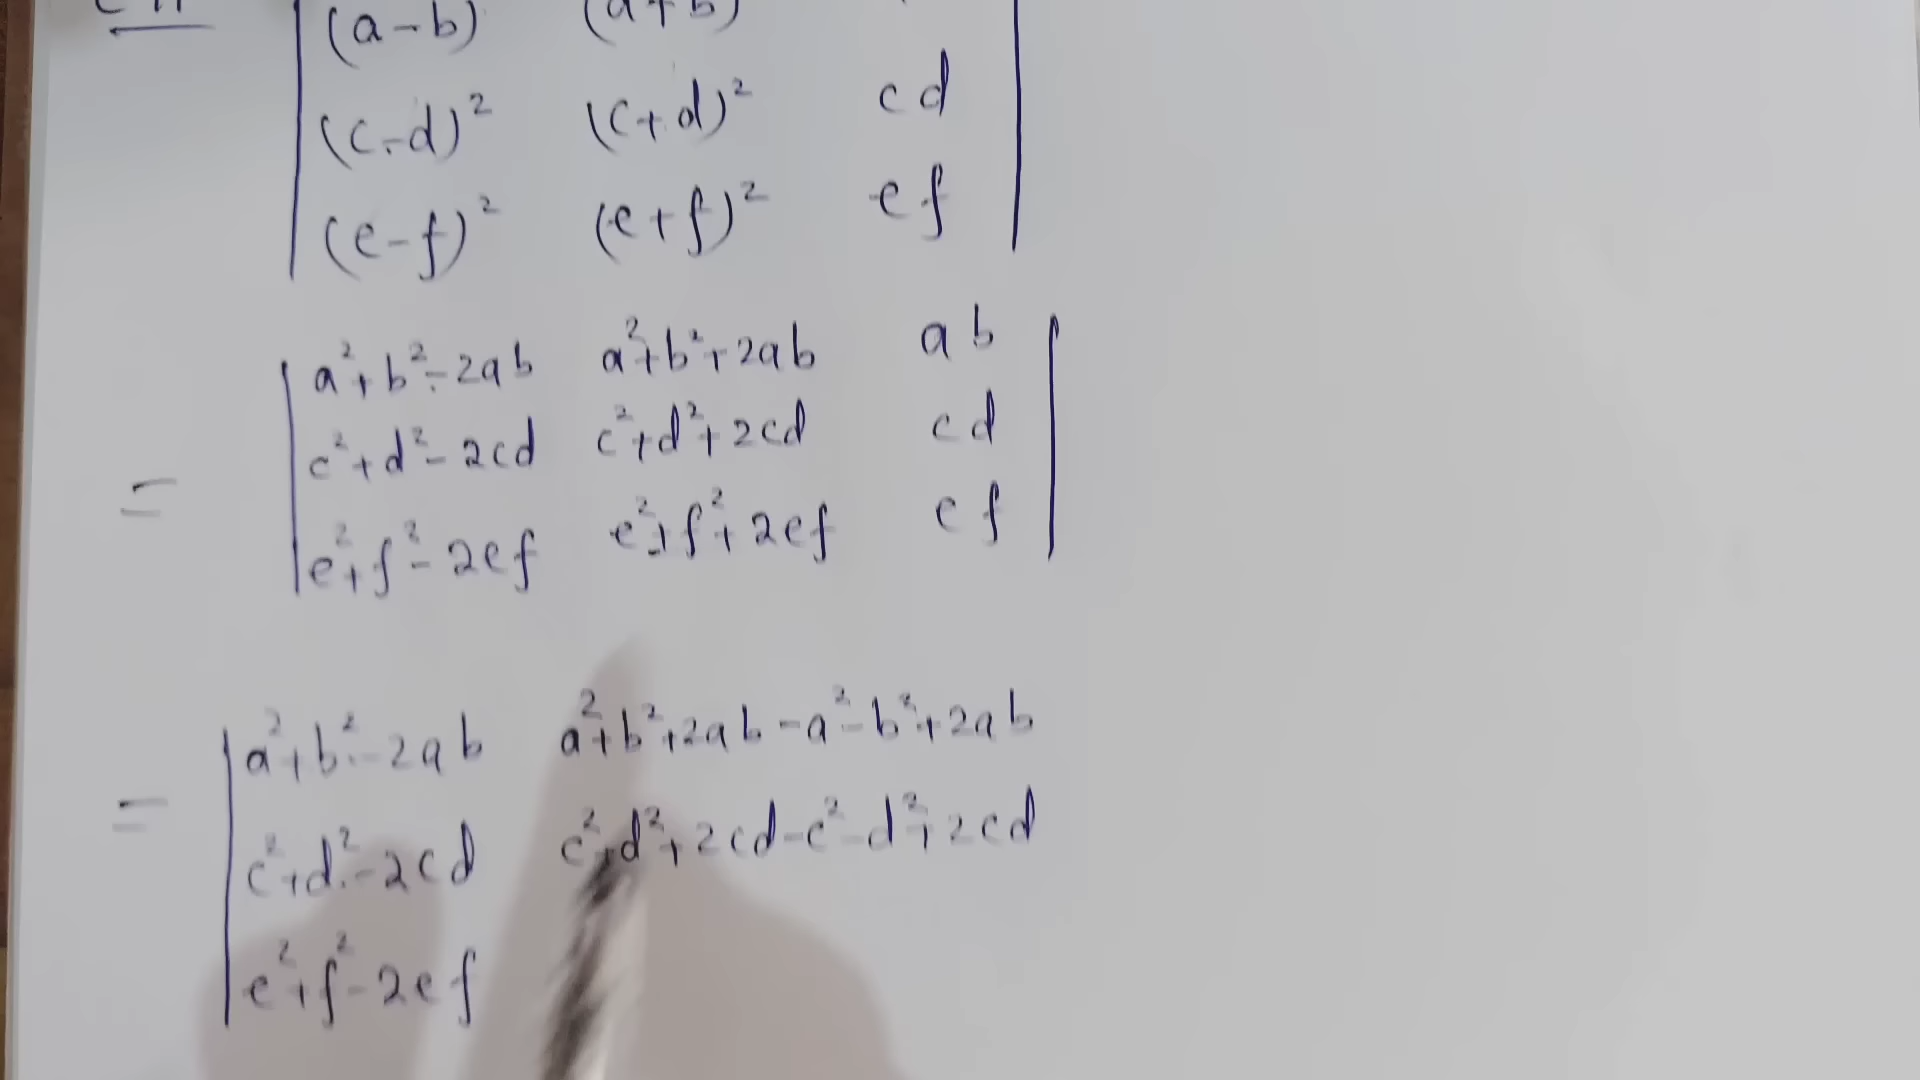 (a-b) (a+b)
(c-d)² (c+d)² cd
(e-f)² (e+f)² ef
a²+b²-2ab a²+b²+2ab ab
c²+d²-2cd c²+d²+2cd cd
= e²+f²-2ef e²+f²+2ef ef
a²+b²-2ab a²+b²+2ab-a²-b²+2ab
= c²+d²-2cd c²+d²+2cd-c²-d²+2cd
e²+f²-2ef